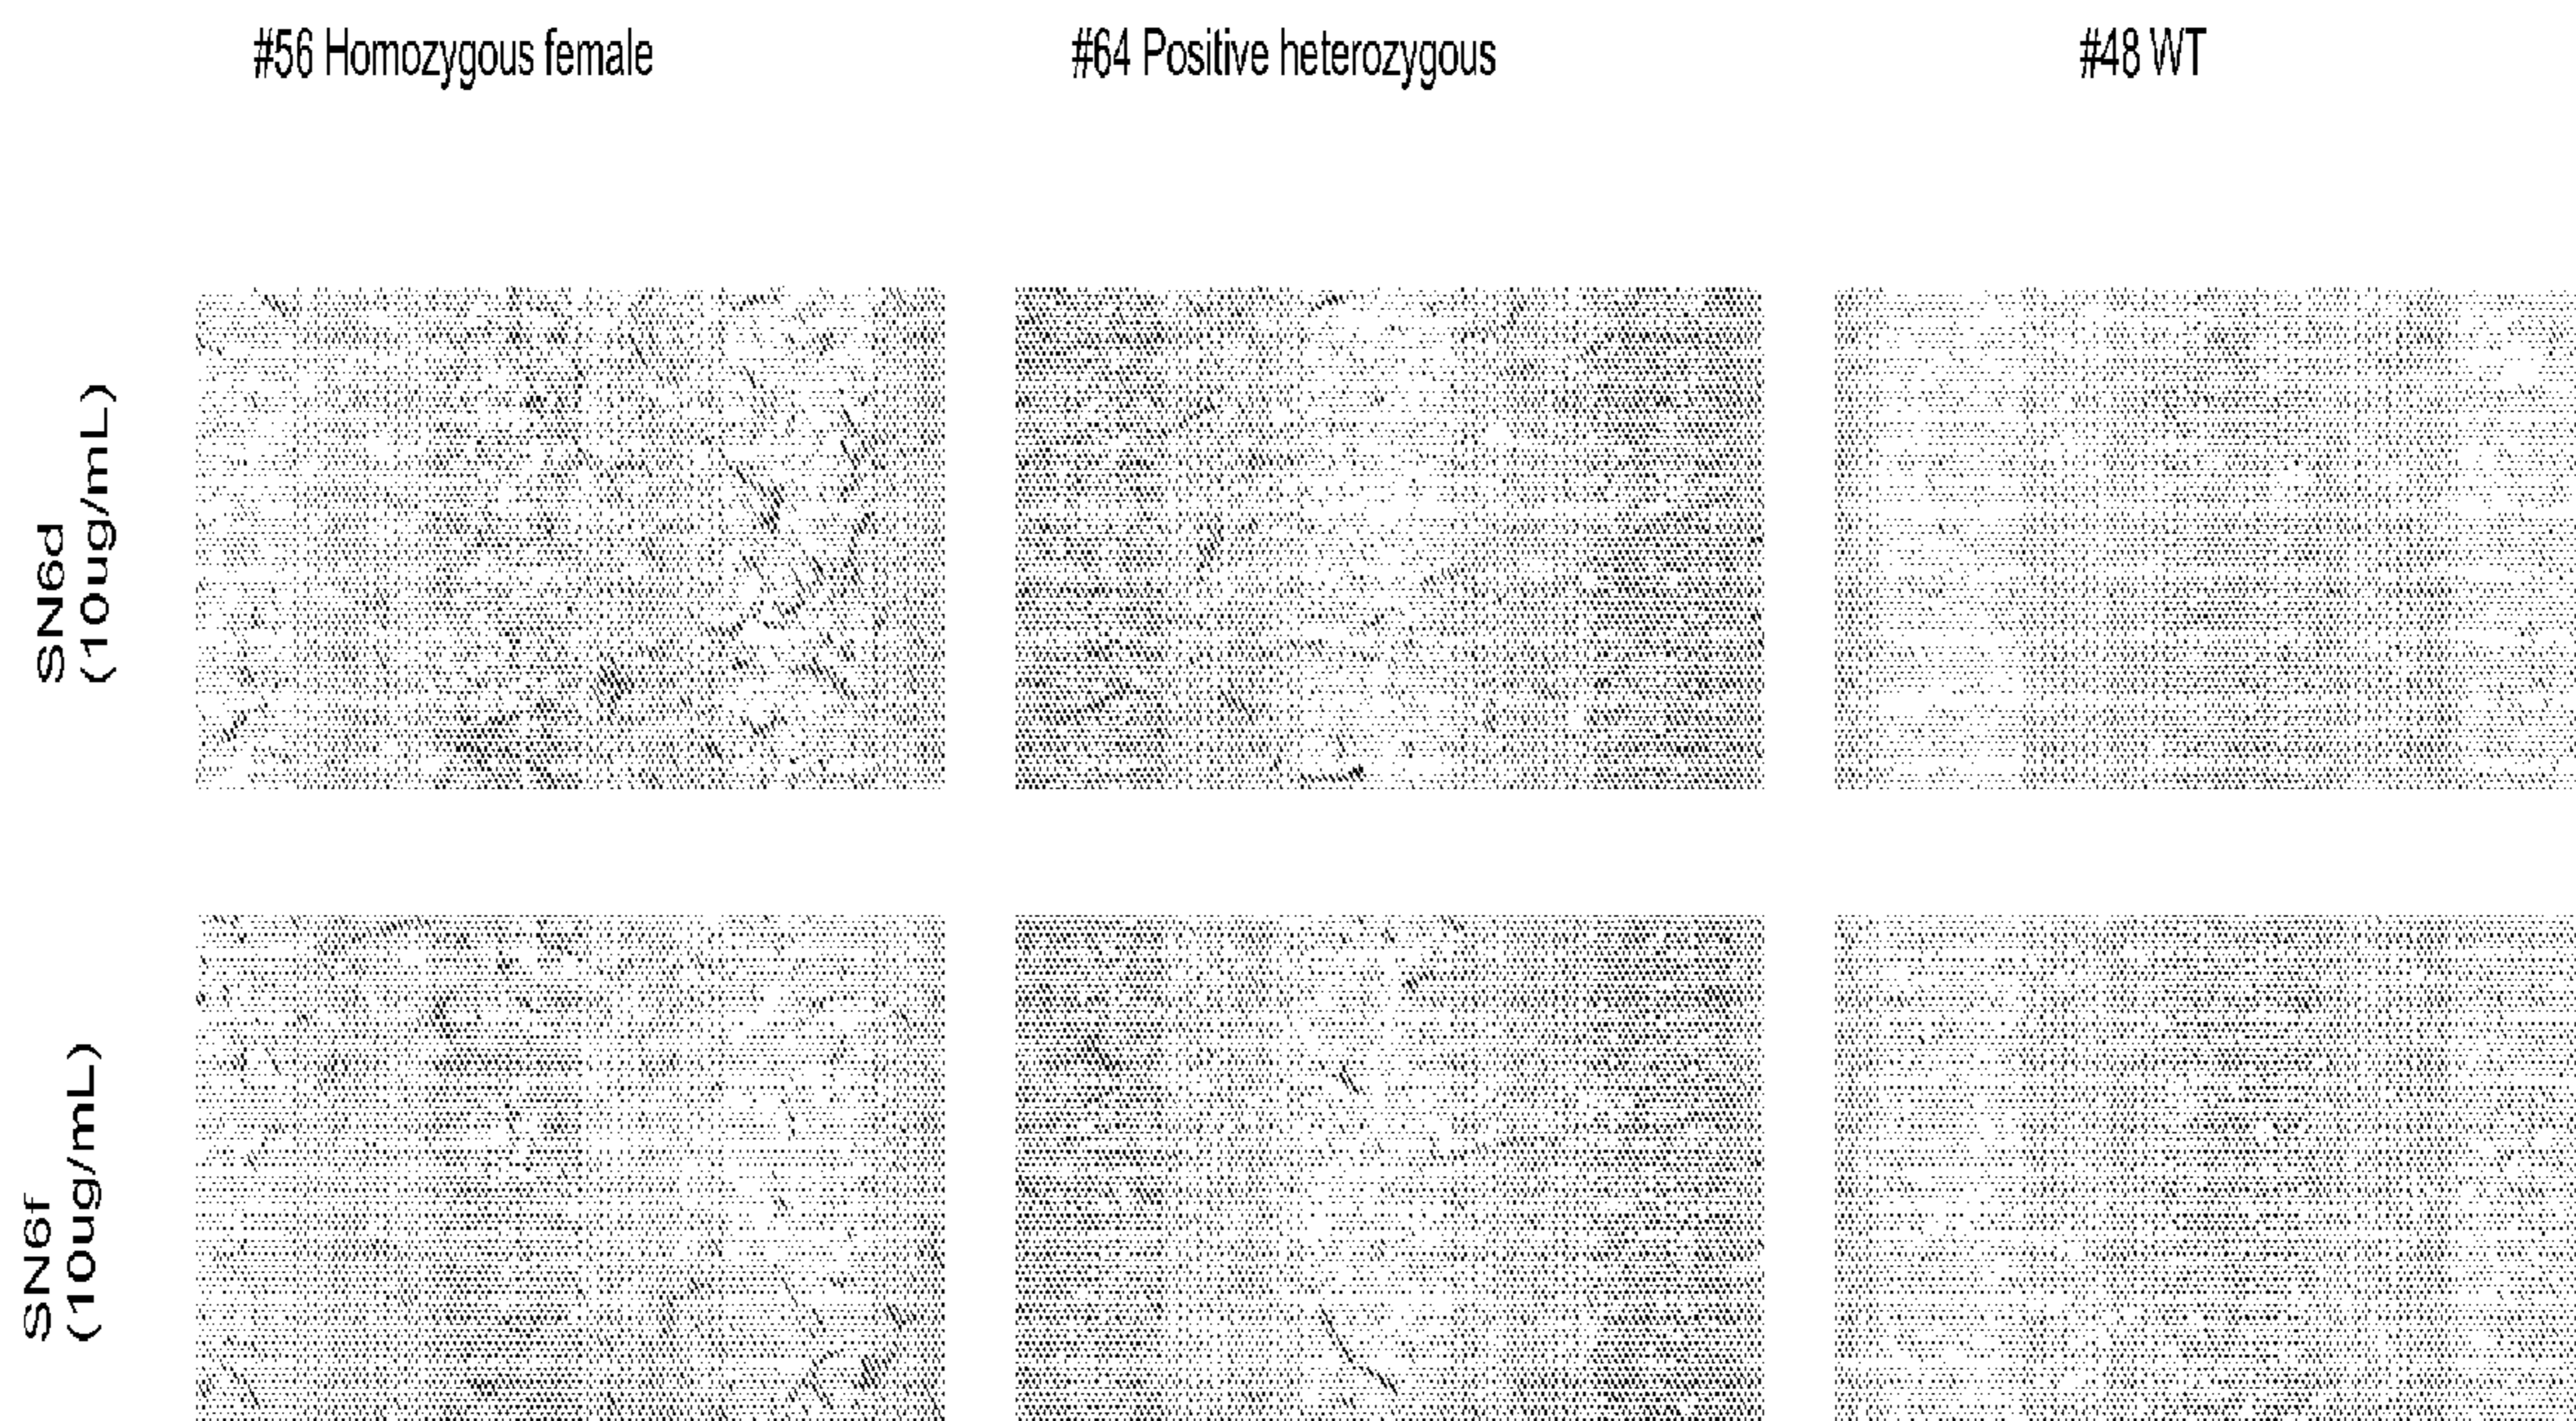 #56 Homozygous female
#64 Positive heterozygous
#48 WT
SN6d
(10ug/mL)
SN6f
(10ug/mL)